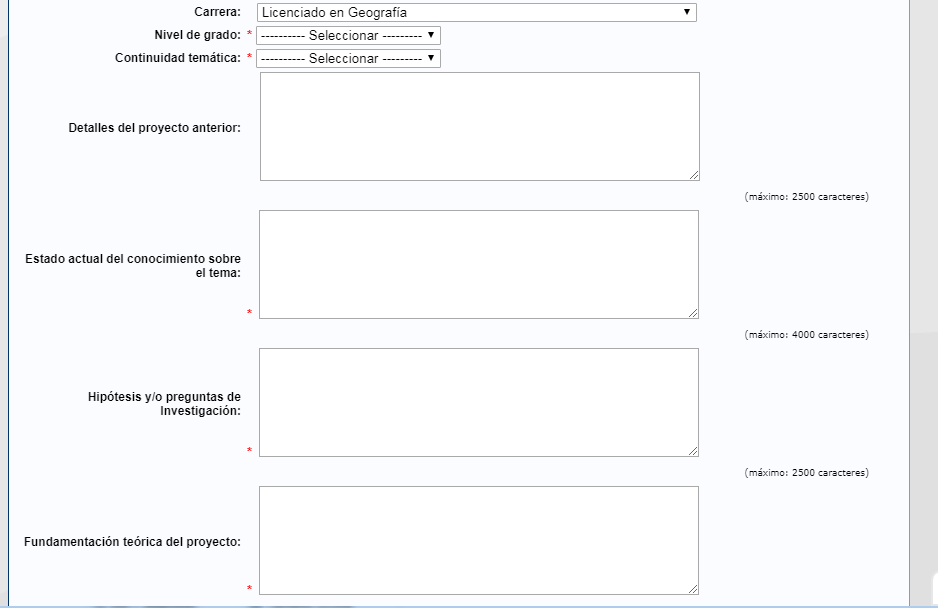 Carrera: Licenciado en Geografía
Nivel de grado: * ---------- Seleccionar ---------
Continuidad temática: * ---------- Seleccionar ---------
Detalles del proyecto anterior:
(máximo: 2500 caracteres)
Estado actual del conocimiento sobre
el tema:
*
(máximo: 4000 caracteres)
Hipótesis y/o preguntas de
Investigación:
*
(máximo: 2500 caracteres)
Fundamentación teórica del proyecto:
*